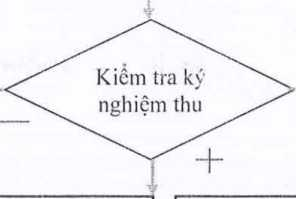 Kiểm tra ký
nghiệm thu
—
+